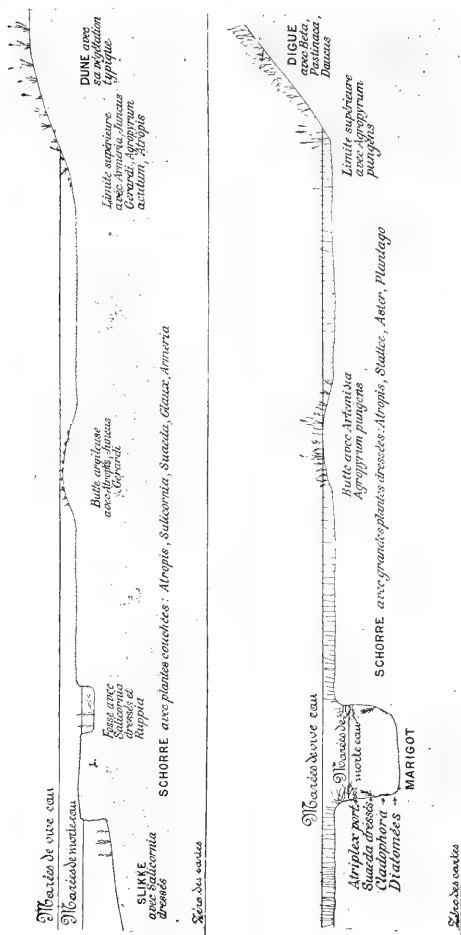 Marées de vive eau
Marées de morte eau
SLIKKE
avec Salicornia
dressés
Zéro des cartes
Fosse avec
Salicornia
dressés et
Ruppia
SCHORRE avec plantes couchées: Atropis, Salicornia, Suaeda, Glaux, Armeria
Butte argileuse
avec Atropis, Juncus
Gerardi
Limite supérieure
avec Armeria, Juncus
Gerardi, Agropyrum
acutum, Atropis
DUNE avec
sa végétation
typique
Marées de vive eau
Marées de
morte eau
Atriplex port.
Suaeda dressés
Cladophora
Diatomées
MARIGOT
Zéro des cartes
SCHORRE avec grandes plantes dressées: Atropis, Statice, Aster, Plantago
Butte avec Artemisia
Agropyrum pungens
Limite supérieure
avec Agropyrum
pungens
DIGUE
avec Beta,
Pastinaca,
Daucus